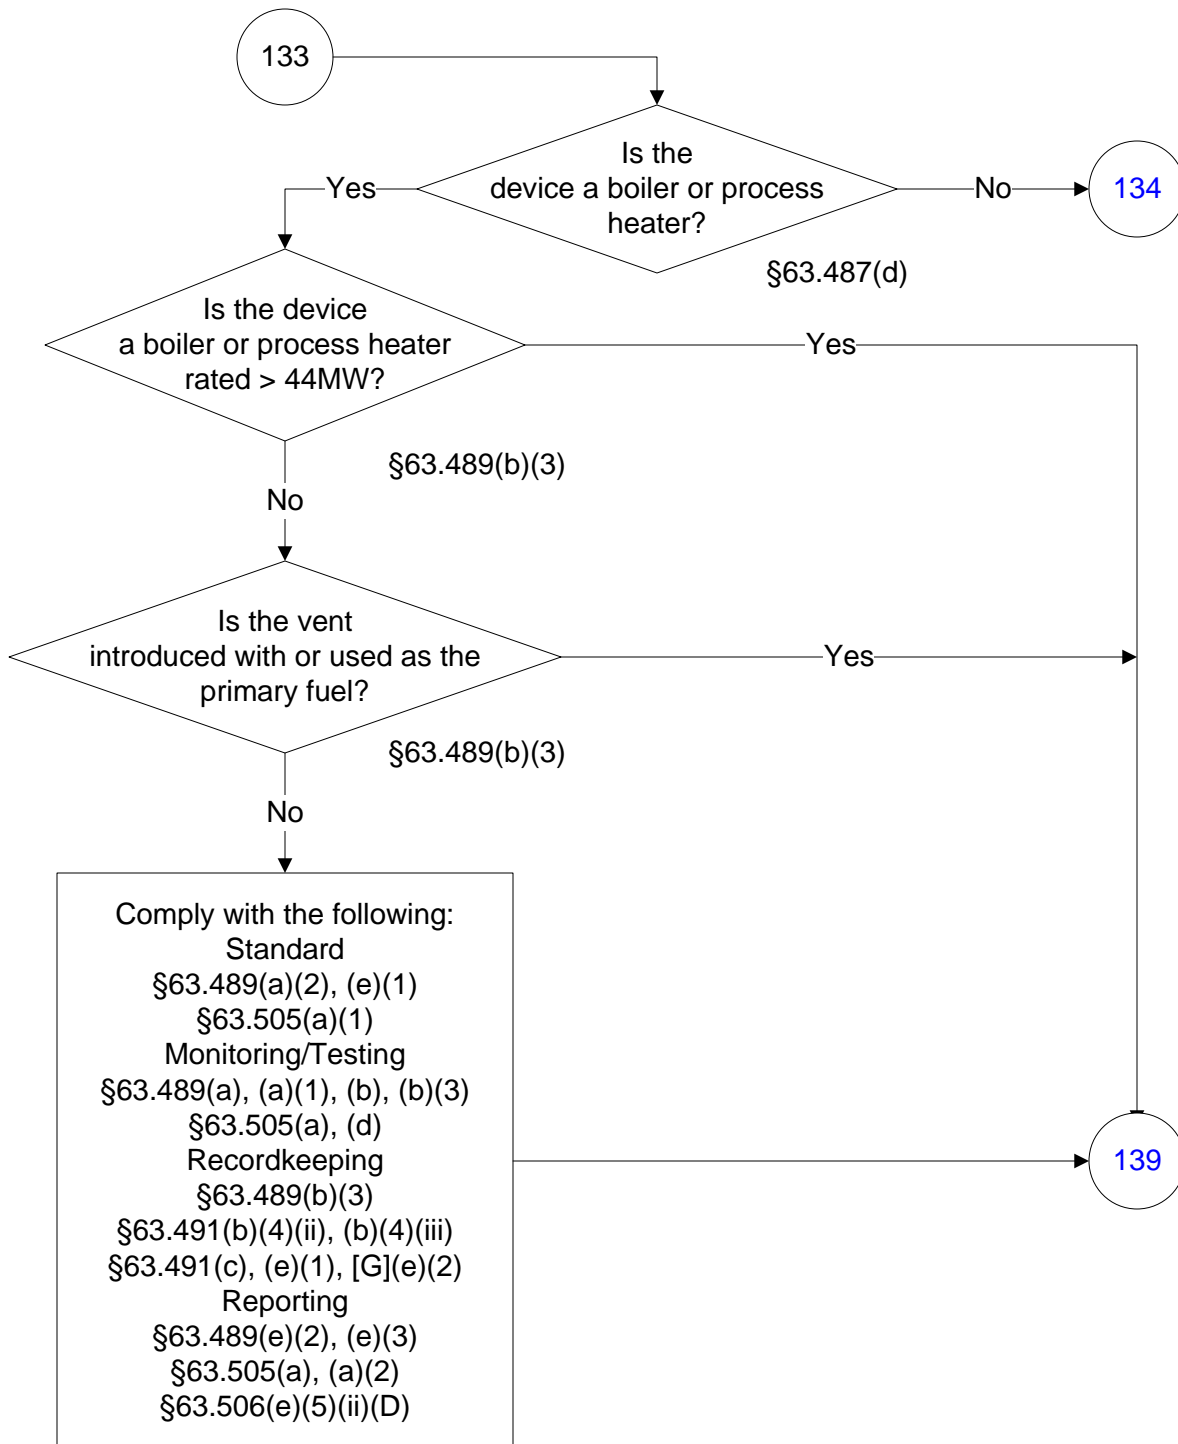 133
Is the
device a boiler or process
heater?
Yes
No
134
§63.487(d)
Is the device
a boiler or process heater
rated > 44MW?
Yes
§63.489(b)(3)
No
Is the vent
introduced with or used as the
primary fuel?
Yes
§63.489(b)(3)
No
Comply with the following:
Standard
§63.489(a)(2), (e)(1)
§63.505(a)(1)
Monitoring/Testing
§63.489(a), (a)(1), (b), (b)(3)
§63.505(a), (d)
Recordkeeping
§63.489(b)(3)
§63.491(b)(4)(ii), (b)(4)(iii)
§63.491(c), (e)(1), [G](e)(2)
Reporting
§63.489(e)(2), (e)(3)
§63.505(a), (a)(2)
§63.506(e)(5)(ii)(D)
139